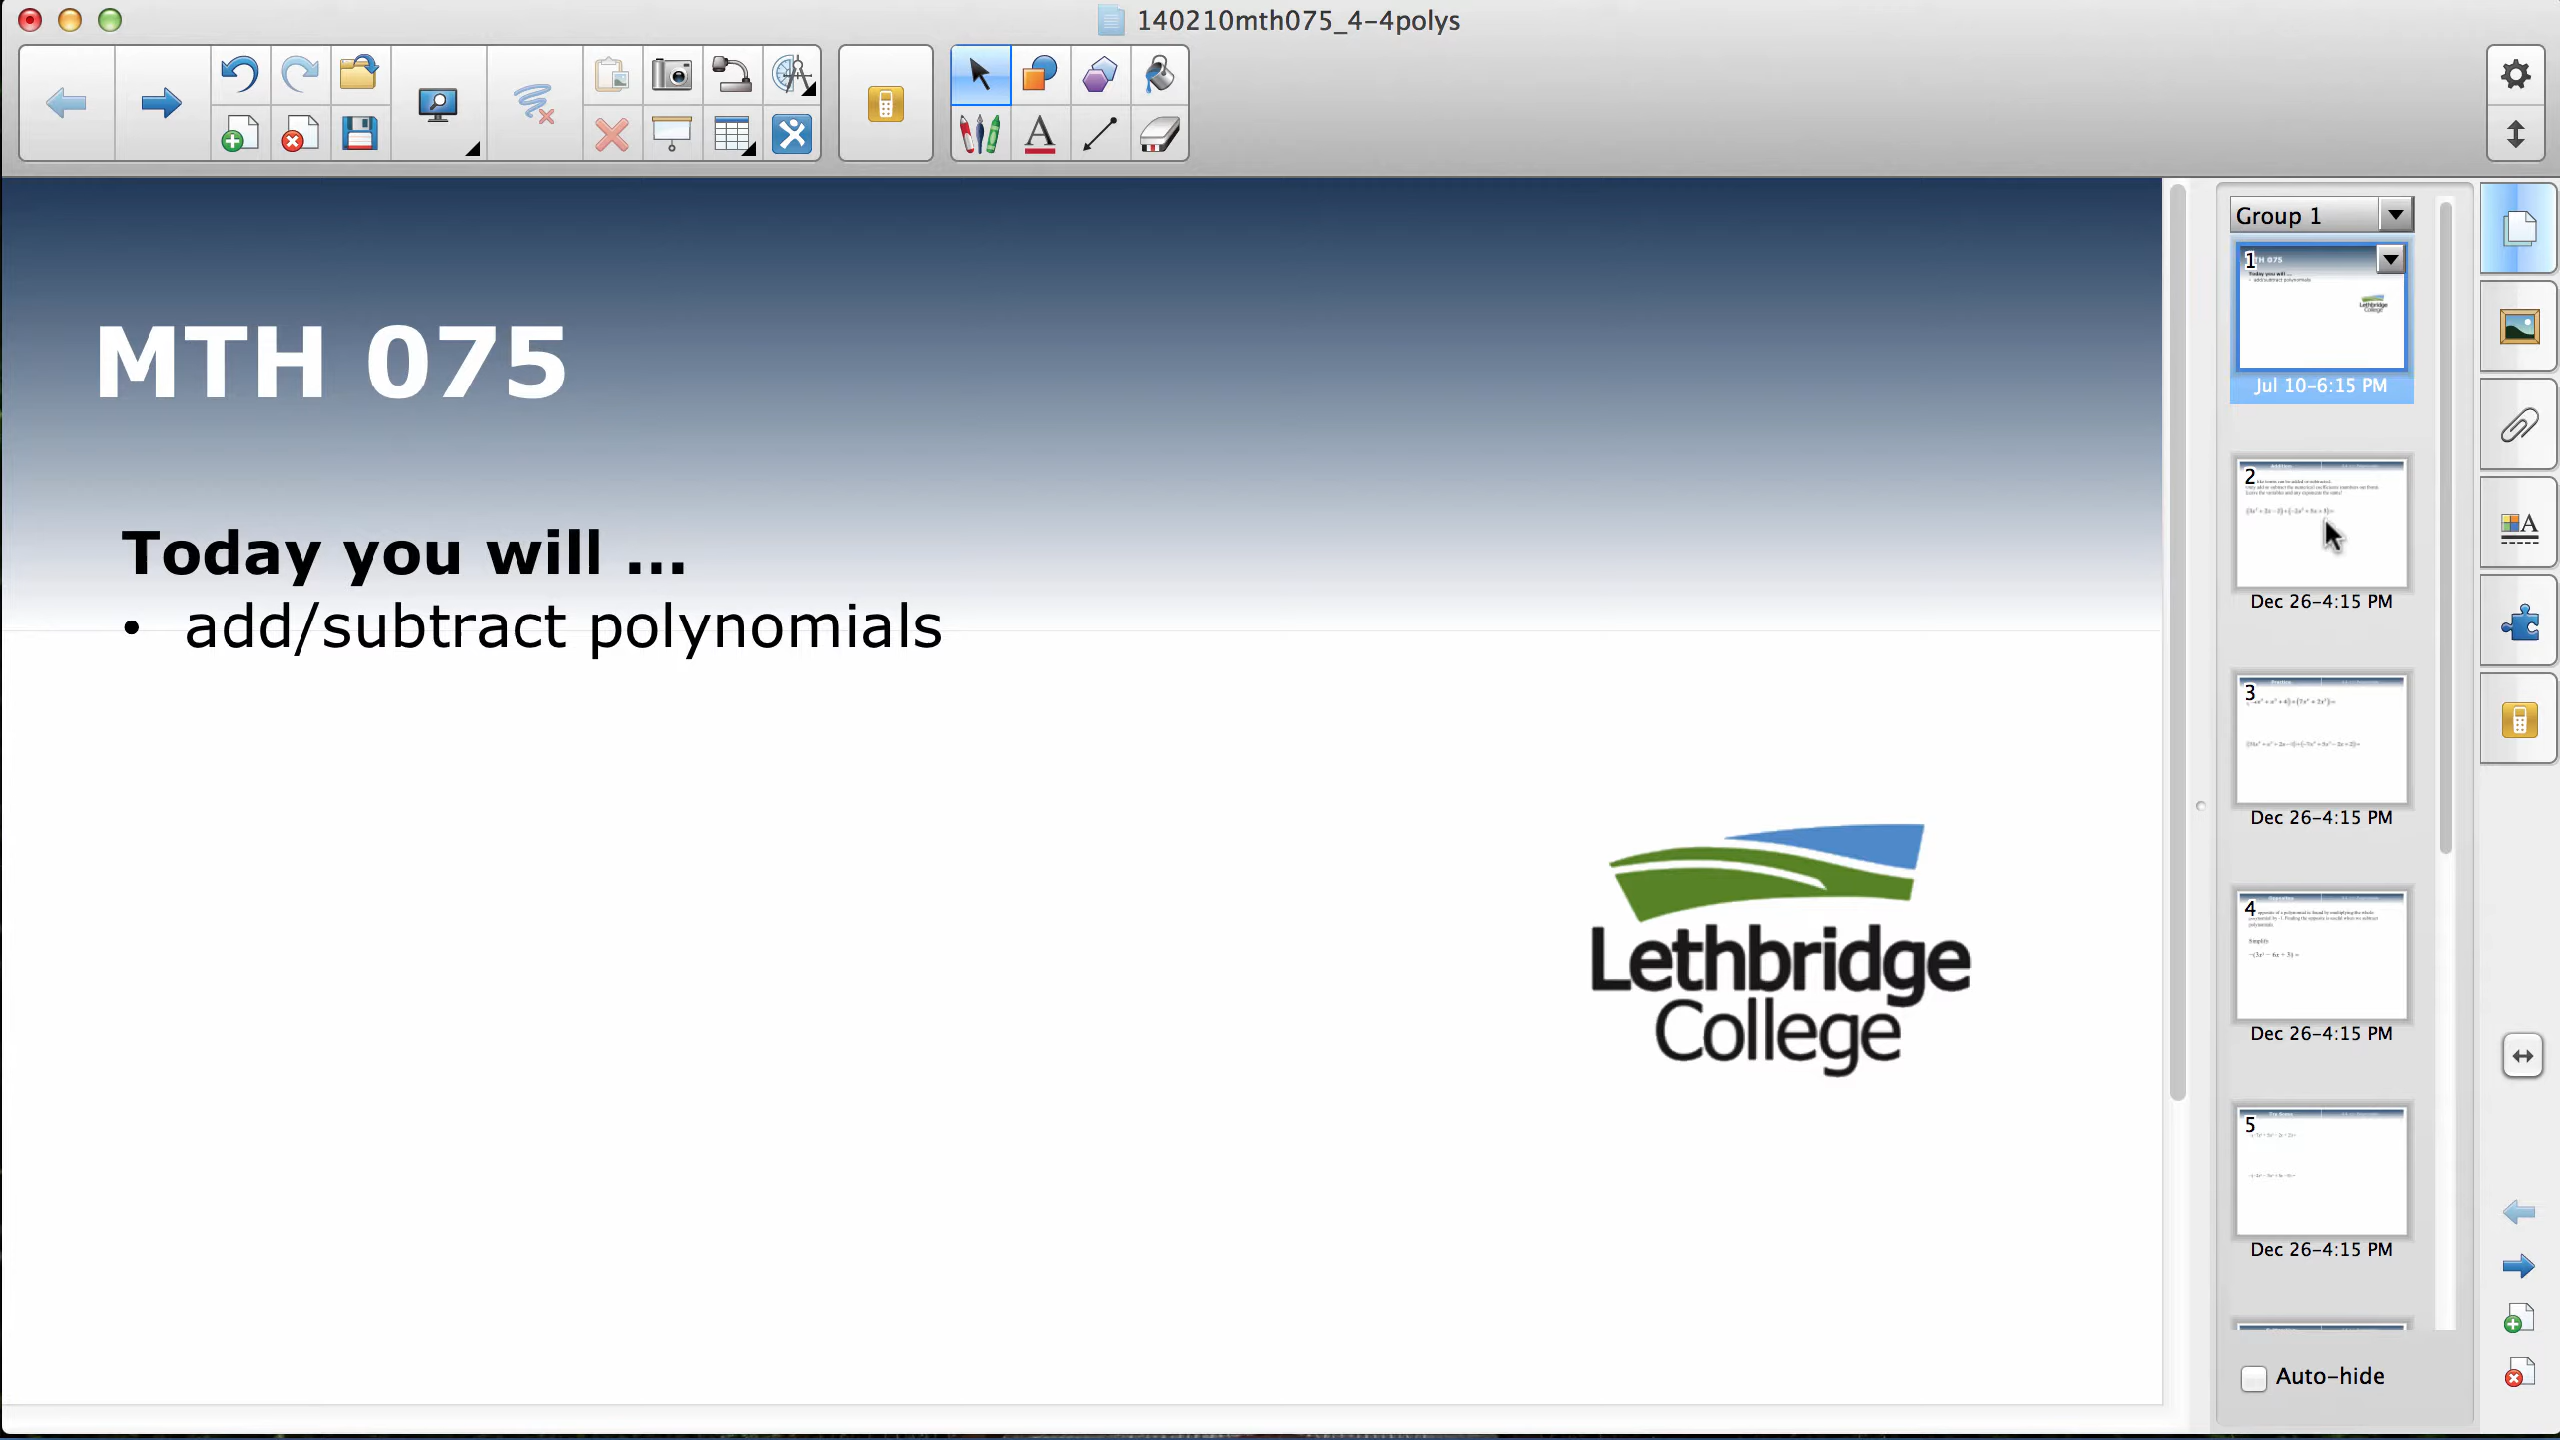 140210mth075_4-4polys
MTH 075
Today you will ...
• add/subtract polynomials
Lethbridge
College
Group 1
1
Jul 10-6:15 PM
2
Dec 26-4:15 PM
3
Dec 26-4:15 PM
4
Dec 26-4:15 PM
5
Dec 26-4:15 PM
Auto-hide